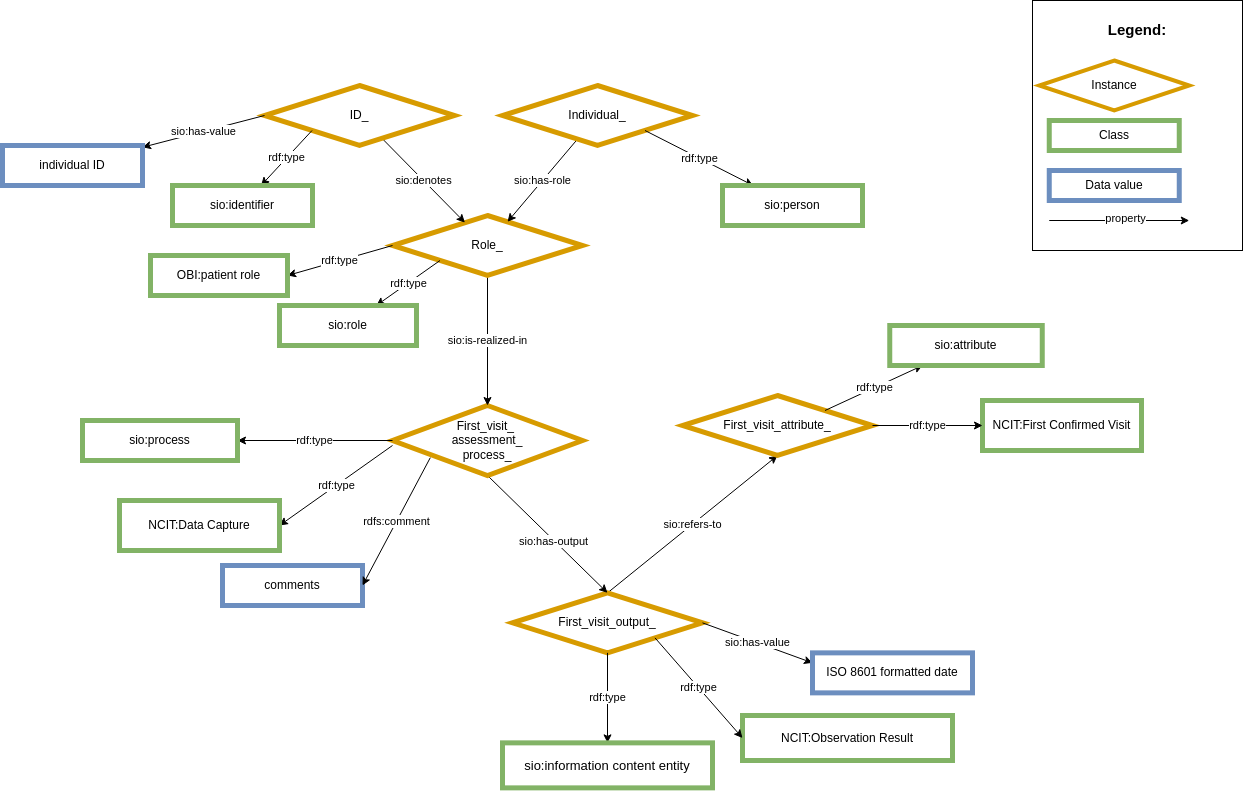 Legend:
Instance
Class
Data value
property
ID_
Individual_
sio:has-value
rdf:type
sio:denotes
sio:has-role
rdf:type
individual ID
sio:identifier
sio:person
Role_
rdf:type
OBI:patient role
rdf:type
sio:role
sio:is-realized-in
sio:attribute
rdf:type
First_visit_
assessment_
process_
First_visit_attribute_
rdf:type
NCIT:First Confirmed Visit
sio:process
rdf:type
rdf:type
NCIT:Data Capture
rdfs:comment
sio:refers-to
sio:has-output
comments
First_visit_output_
sio:has-value
ISO 8601 formatted date
rdf:type
rdf:type
NCIT:Observation Result
sio:information content entity